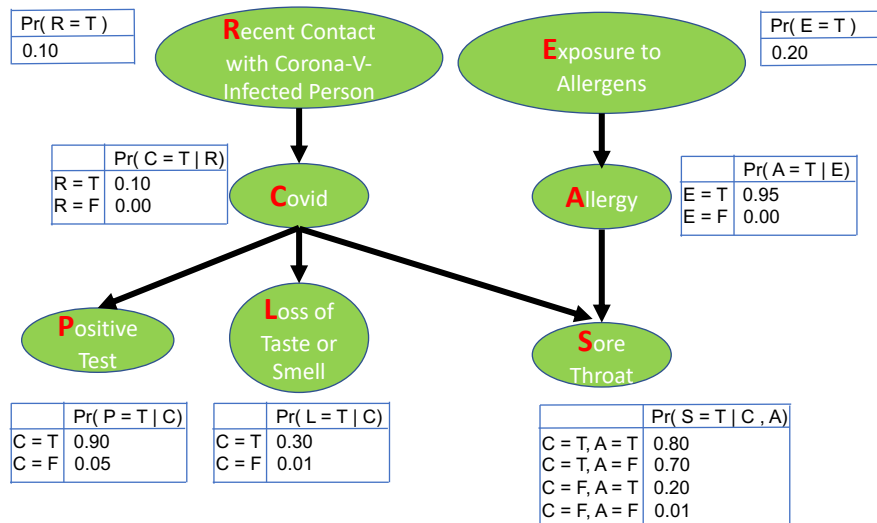 Pr( R = T )
0.10
Recent Contact
with Corona-V-
Infected Person
Exposure to
Allergens
Pr( E = T )
0.20
Pr( C = T | R)
R = T 0.10
R = F 0.00
Covid
Allergy
Pr( A = T | E)
E = T 0.95
E = F 0.00
Positive
Test
Loss of
Taste or
Smell
Sore
Throat
Pr( P = T | C)
C = T 0.90
C = F 0.05
Pr( L = T | C)
C = T 0.30
C = F 0.01
Pr( S = T | C , A)
C = T, A = T 0.80
C = T, A = F 0.70
C = F, A = T 0.20
C = F, A = F 0.01